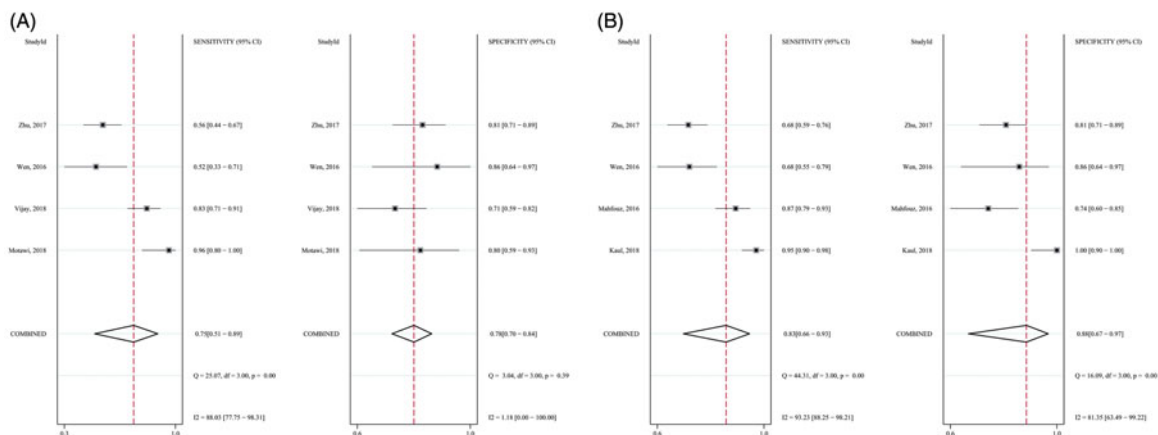 (A)
StudyId SENSITIVITY (95% CI)
Zhu, 2017 0.56 [0.44 − 0.67]
Wen, 2016 0.52 [0.33 − 0.71]
Vijay, 2018 0.83 [0.71 − 0.91]
Motawi, 2018 0.96 [0.80 − 1.00]
COMBINED 0.75[0.51 − 0.89]
Q = 25.07, df = 3.00, p = 0.00
I2 = 88.03 [77.75 − 98.31]
0.3 1.0
StudyId SPECIFICITY (95% CI)
Zhu, 2017 0.81 [0.71 − 0.89]
Wen, 2016 0.86 [0.64 − 0.97]
Vijay, 2018 0.71 [0.59 − 0.82]
Motawi, 2018 0.80 [0.59 − 0.93]
COMBINED 0.78[0.70 − 0.84]
Q = 3.04, df = 3.00, p = 0.39
I2 = 1.18 [0.00 − 100.00]
0.6 1.0
(B)
StudyId SENSITIVITY (95% CI)
Zhu, 2017 0.68 [0.59 − 0.76]
Wen, 2016 0.68 [0.55 − 0.79]
Mahfouz, 2016 0.87 [0.79 − 0.93]
Kauf, 2018 0.95 [0.90 − 0.98]
COMBINED 0.83[0.66 − 0.93]
Q = 44.31, df = 3.00, p = 0.00
I2 = 93.23 [88.25 − 98.21]
0.6 1.0
StudyId SPECIFICITY (95% CI)
Zhu, 2017 0.81 [0.71 − 0.89]
Wen, 2016 0.86 [0.64 − 0.97]
Mahfouz, 2016 0.74 [0.60 − 0.85]
Kauf, 2018 1.00 [0.90 − 1.00]
COMBINED 0.88[0.67 − 0.97]
Q = 16.09, df = 3.00, p = 0.00
I2 = 81.35 [63.49 − 99.22]
0.6 1.0